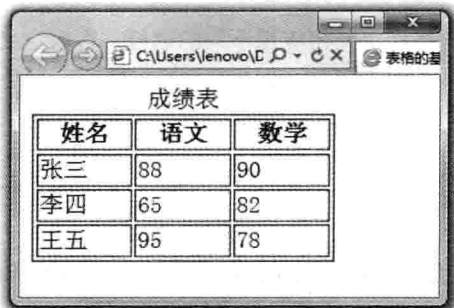 C:\Users\lenovo\D
表格的基
成绩表
姓名 语文 数学
张三 88 90
李四 65 82
王五 95 78